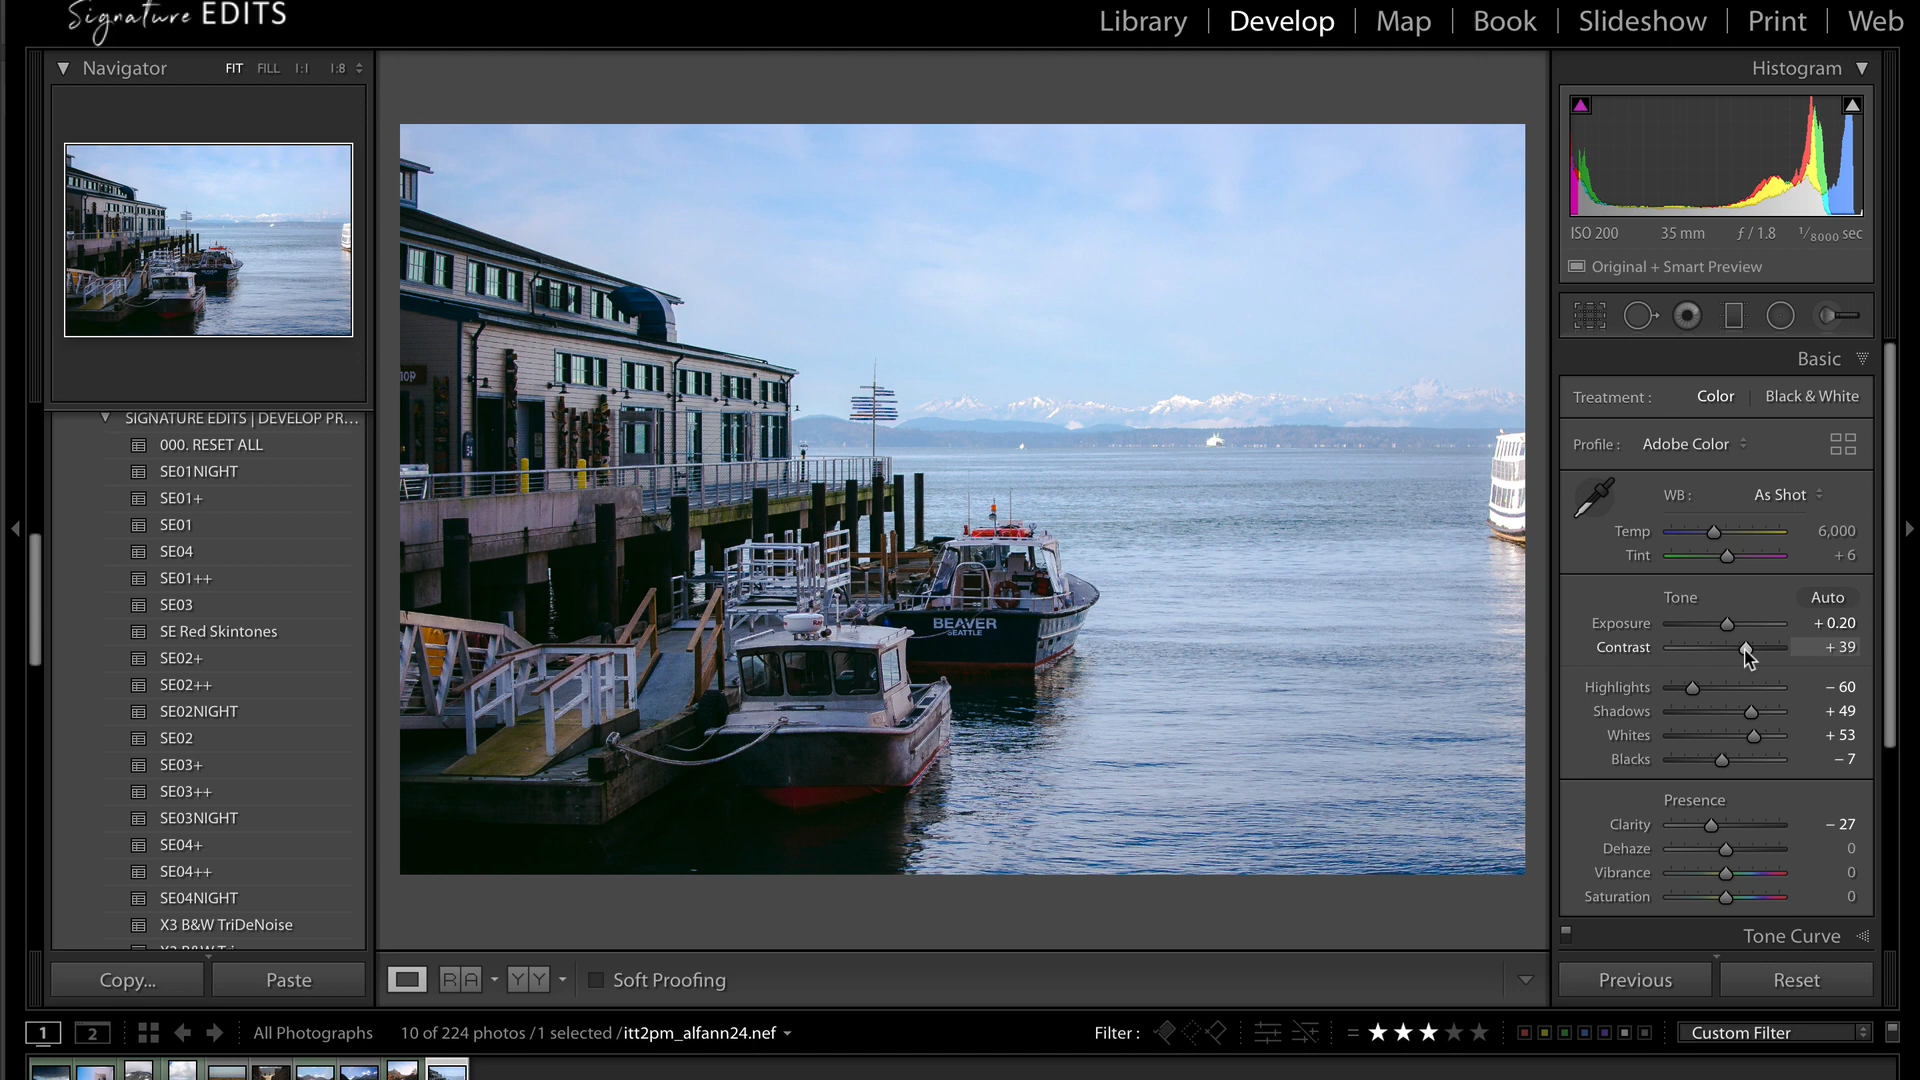 Signature EDITS
Library | Develop | Map | Book | Slideshow | Print | Web
Navigator FIT FILL 1:1 1:8
SIGNATURE EDITS | DEVELOP PR...
000. RESET ALL
SE01NIGHT
SE01+
SE01
SE04
SE01++
SE03
SE Red Skintones
SE02+
SE02++
SE02NIGHT
SE02
SE03+
SE03++
SE03NIGHT
SE04+
SE04++
SE04NIGHT
X3 B&W TriDeNoise
Copy...
Paste
BEAVER
SEATTLE
R A
Y Y
Soft Proofing
Histogram
ISO 200 35 mm ƒ / 1.8 1/8000 sec
Original + Smart Preview
Basic
Treatment : Color | Black & White
Profile : Adobe Color
WB : As Shot
Temp 6,000
Tint + 6
Tone Auto
Exposure + 0.20
Contrast + 39
Highlights – 60
Shadows + 49
Whites + 53
Blacks – 7
Presence
Clarity – 27
Dehaze 0
Vibrance 0
Saturation 0
Tone Curve
Previous
Reset
1 2 All Photographs 10 of 224 photos /1 selected /itt2pm_alfann24.nef
Filter :
Custom Filter